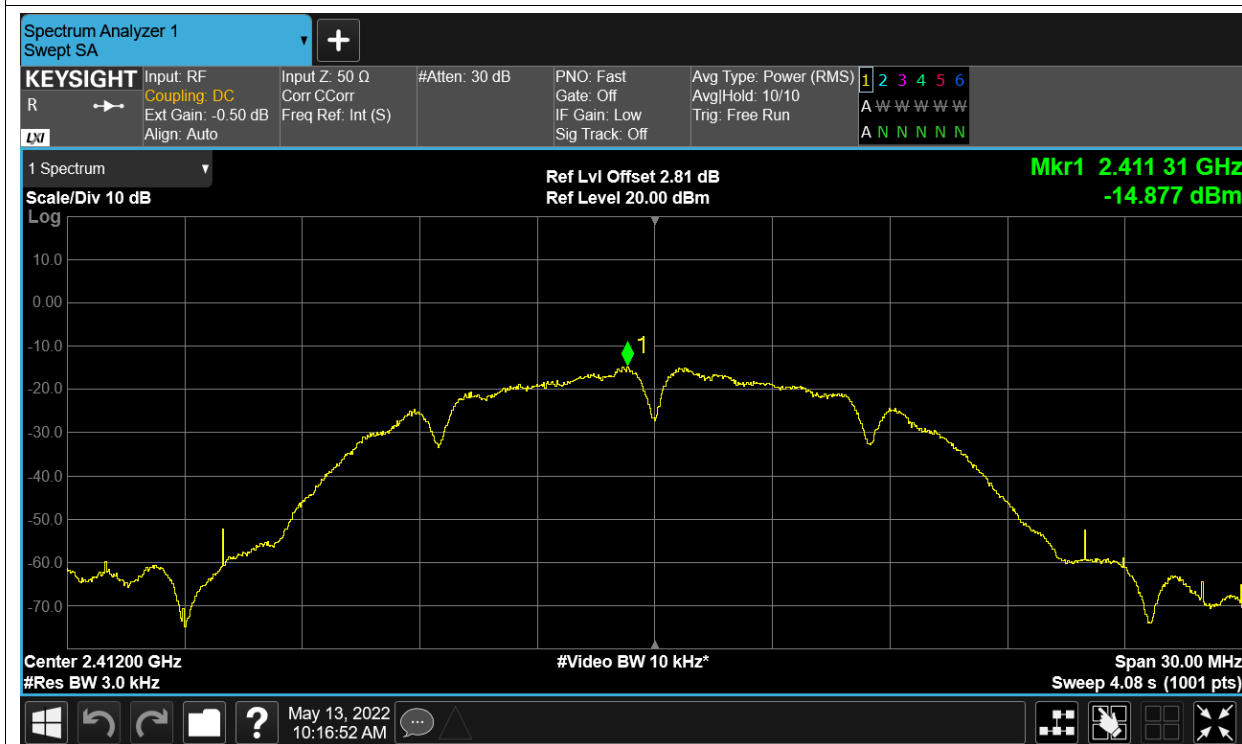 Spectrum Analyzer 1
Swept SA
+
KEYSIGHT
R
LXI
Input: RF
Coupling: DC
Ext Gain: -0.50 dB
Align: Auto
Input Z: 50 Ω
Corr CCorr
Freq Ref: Int (S)
#Atten: 30 dB
PNO: Fast
Gate: Off
IF Gain: Low
Sig Track: Off
Avg Type: Power (RMS)
Avg|Hold: 10/10
Trig: Free Run
1 2 3 4 5 6
A W W W W W
A N N N N N
1 Spectrum
Scale/Div 10 dB
Log
Ref Lvl Offset 2.81 dB
Ref Level 20.00 dBm
Mkr1 2.411 31 GHz
-14.877 dBm
10.0
0.00
-10.0
-20.0
-30.0
-40.0
-50.0
-60.0
-70.0
1
Center 2.41200 GHz
#Res BW 3.0 kHz
#Video BW 10 kHz*
Span 30.00 MHz
Sweep 4.08 s (1001 pts)
?
May 13, 2022
10:16:52 AM